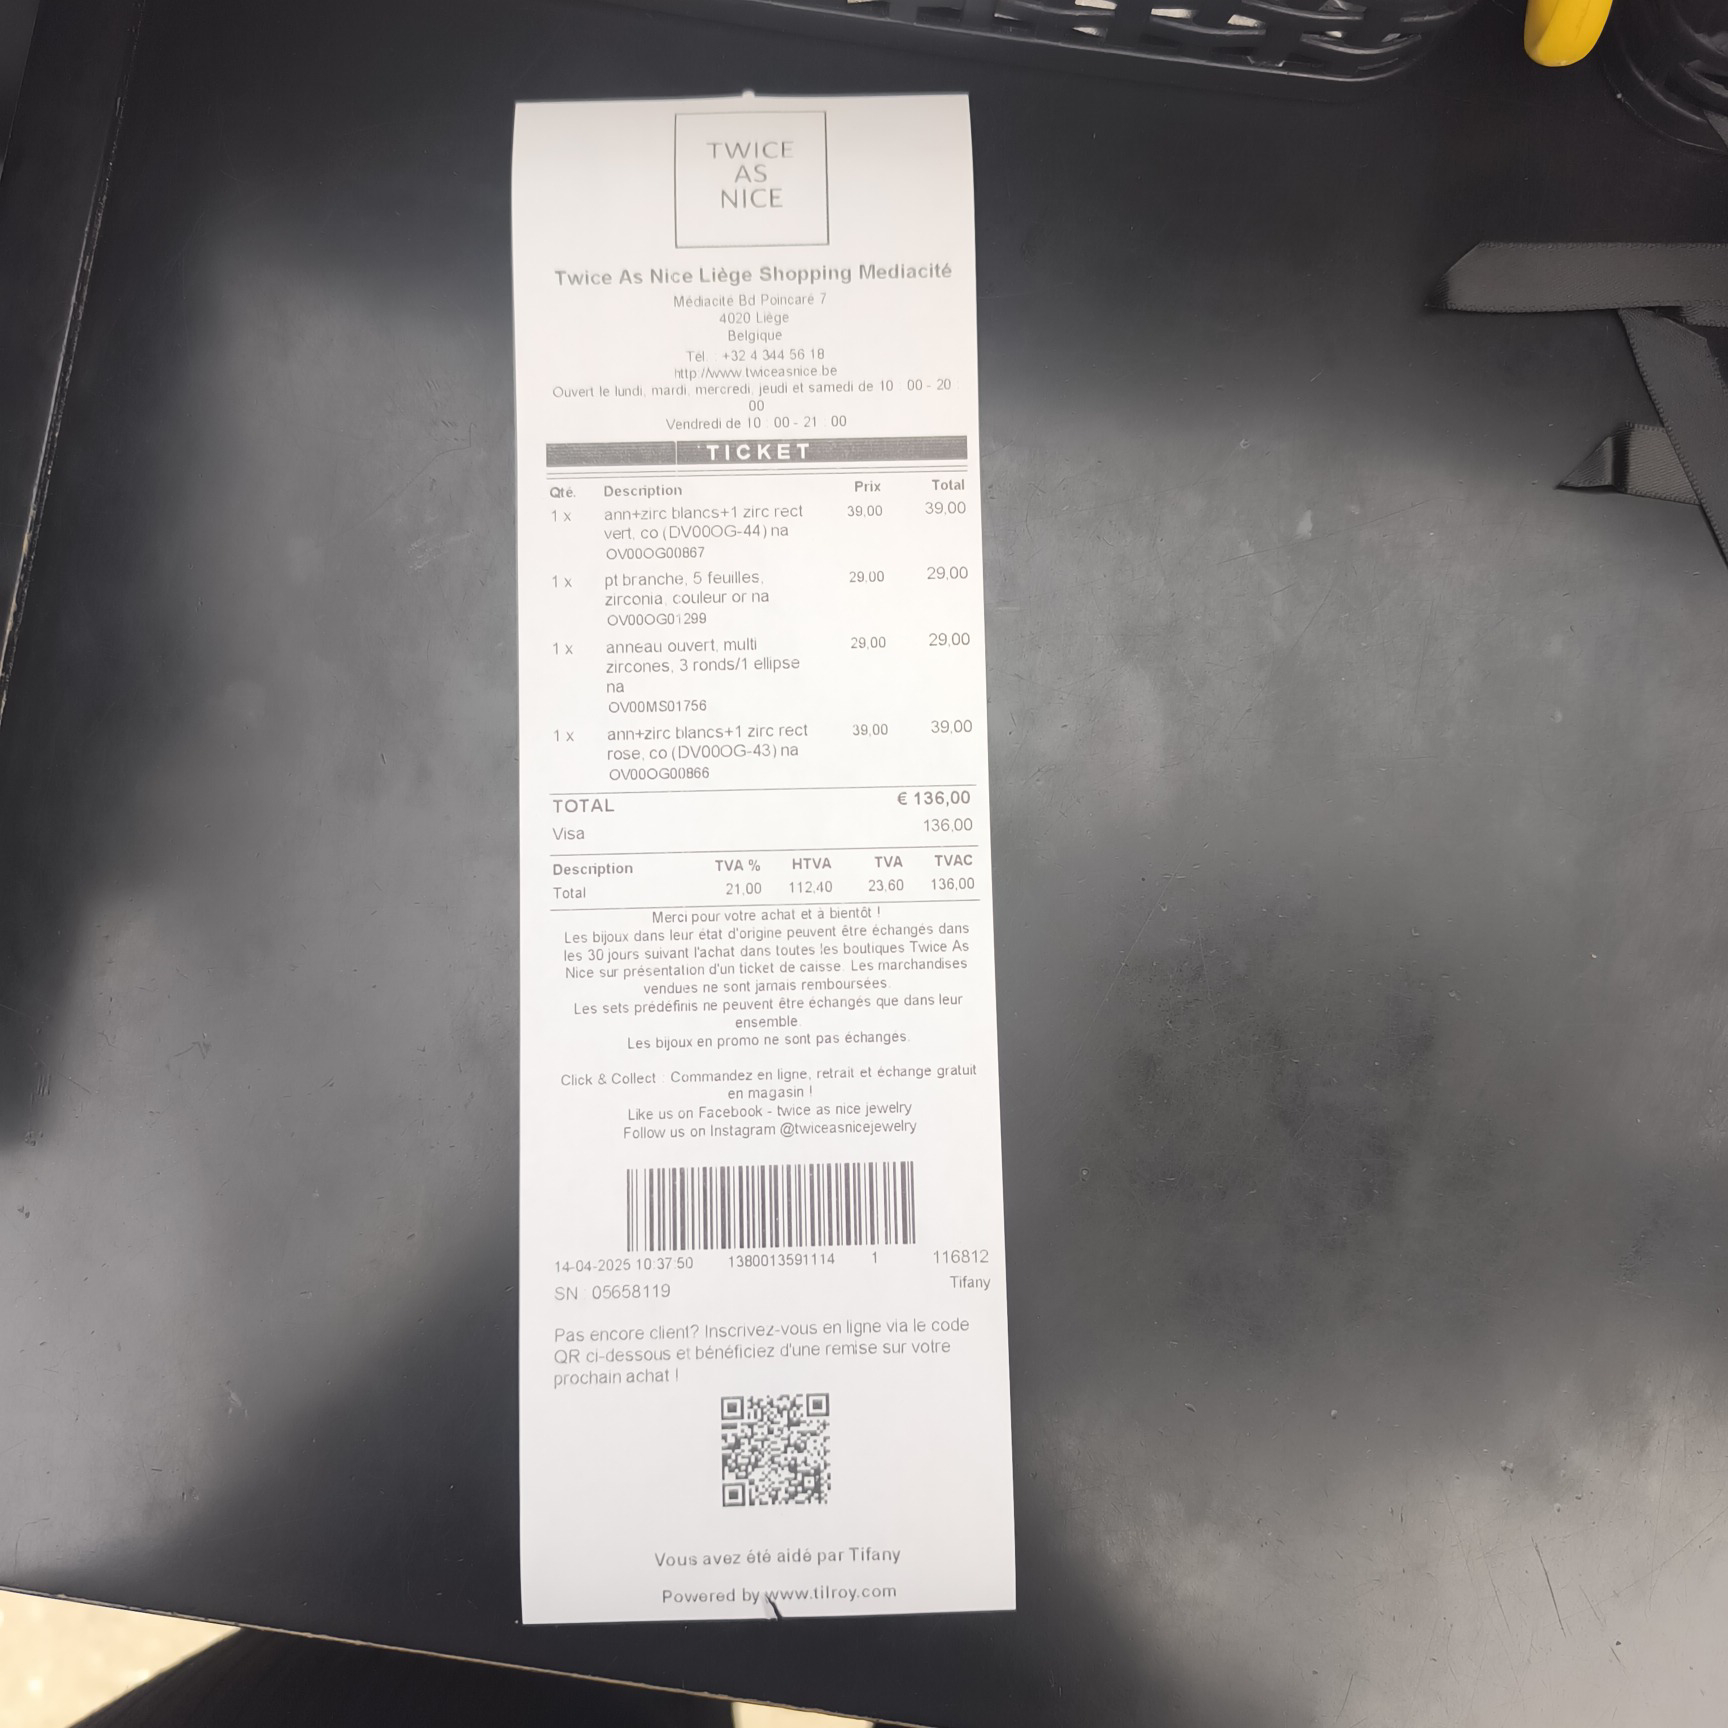 TWICE
AS
NICE
Twice As Nice Liège Shopping Mediacité
Médiacité Bd Poincaré 7
4020 Liège
Belgique
Tél. : +32 4 344 56 18
http://www.twiceasnice.be
Ouvert le lundi, mardi, mercredi, jeudi et samedi de 10 : 00 - 20 :
00
Vendredi de 10 : 00 - 21 : 00
TICKET
Qté. Description Prix Total
1 x ann+zirc blancs+1 zirc rect 39,00 39,00
vert, co (DV00OG-44) na
OV00OG00867
1 x pt branche, 5 feuilles, 29,00 29,00
zirconia, couleur or na
OV00OG01299
1 x anneau ouvert, multi 29,00 29,00
zircones, 3 ronds/1 ellipse
na
OV00MS01756
1 x ann+zirc blancs+1 zirc rect 39,00 39,00
rose, co (DV00OG-43) na
OV00OG00866
TOTAL € 136,00
Visa 136,00
Description TVA % HTVA TVA TVAC
Total 21,00 112,40 23,60 136,00
Merci pour votre achat et à bientôt !
Les bijoux dans leur état d'origine peuvent être échangés dans
les 30 jours suivant l'achat dans toutes les boutiques Twice As
Nice sur présentation d'un ticket de caisse. Les marchandises
vendues ne sont jamais remboursées.
Les sets prédéfinis ne peuvent être échangés que dans leur
ensemble.
Les bijoux en promo ne sont pas échangés.
Click & Collect : Commandez en ligne, retrait et échange gratuit
en magasin !
Like us on Facebook - twice as nice jewelry
Follow us on Instagram @twiceasnicejewelry
14-04-2025 10:37:50 1380013591114 1 116812
SN : 05658119 Tifany
Pas encore client? Inscrivez-vous en ligne via le code
QR ci-dessous et bénéficiez d'une remise sur votre
prochain achat !
Vous avez été aidé par Tifany
Powered by www.tilroy.com